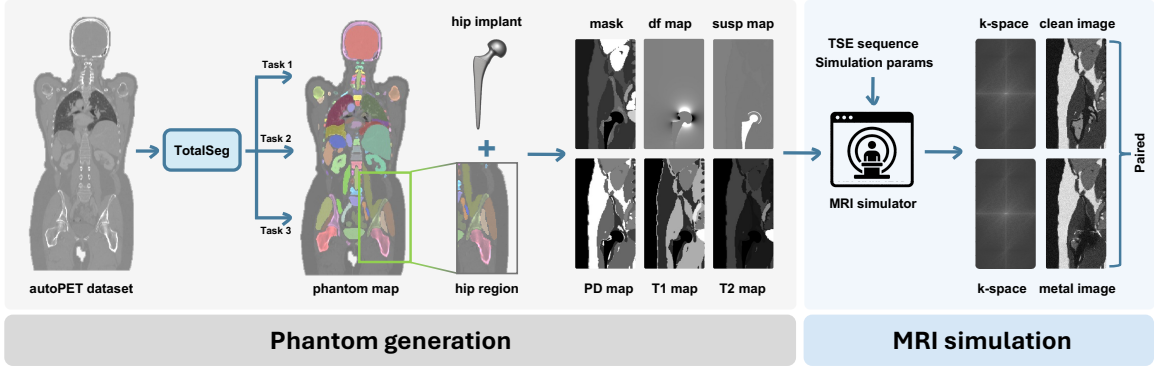 autoPET dataset
TotalSeg
Task 1
Task 2
Task 3
phantom map
hip implant
+
hip region
mask
df map
susp map
PD map
T1 map
T2 map
TSE sequence
Simulation params
MRI simulator
k-space
clean image
k-space
metal image
Paired
Phantom generation
MRI simulation